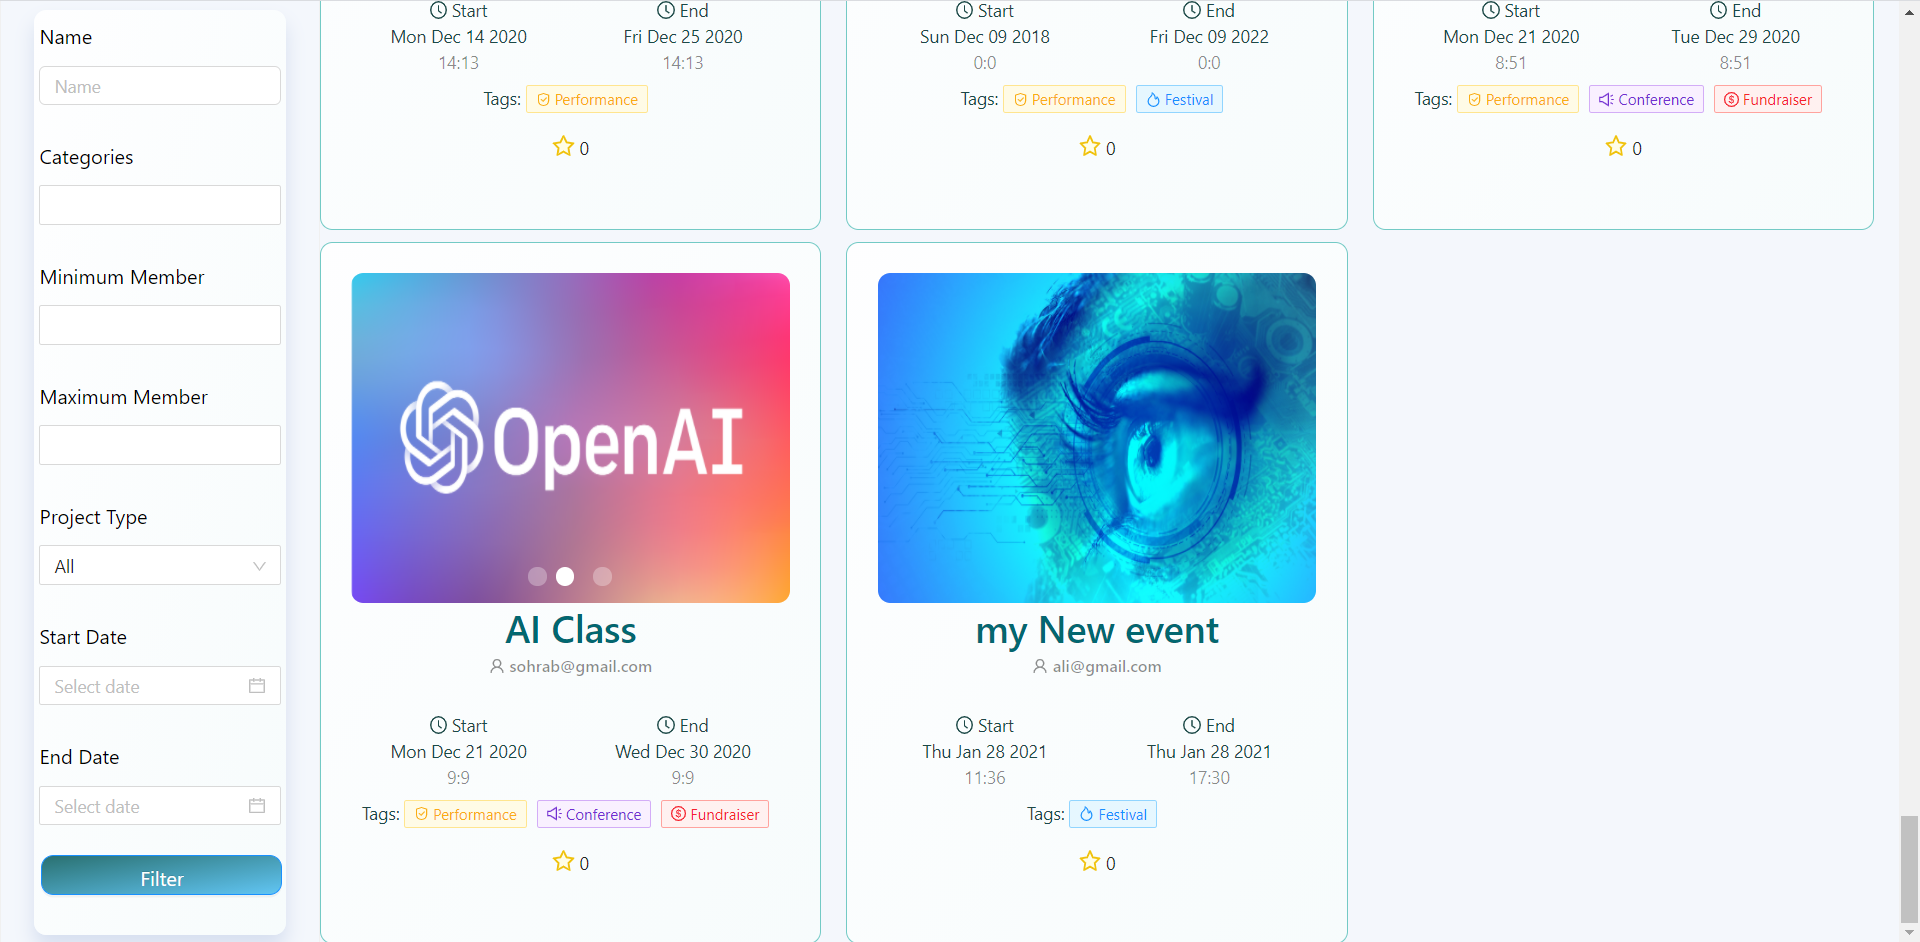 Name
Name
Categories
Minimum Member
Maximum Member
Project Type
All
Start Date
Select date
End Date
Select date
Filter
Start End
Mon Dec 14 2020 Fri Dec 25 2020
14:13 14:13
Tags: Performance
0
Start End
Sun Dec 09 2018 Fri Dec 09 2022
0:0 0:0
Tags: Performance Festival
0
Start End
Mon Dec 21 2020 Tue Dec 29 2020
8:51 8:51
Tags: Performance Conference Fundraiser
0
OpenAI
AI Class
sohrab@gmail.com
Start End
Mon Dec 21 2020 Wed Dec 30 2020
9:9 9:9
Tags: Performance Conference Fundraiser
0
my New event
ali@gmail.com
Start End
Thu Jan 28 2021 Thu Jan 28 2021
11:36 17:30
Tags: Festival
0